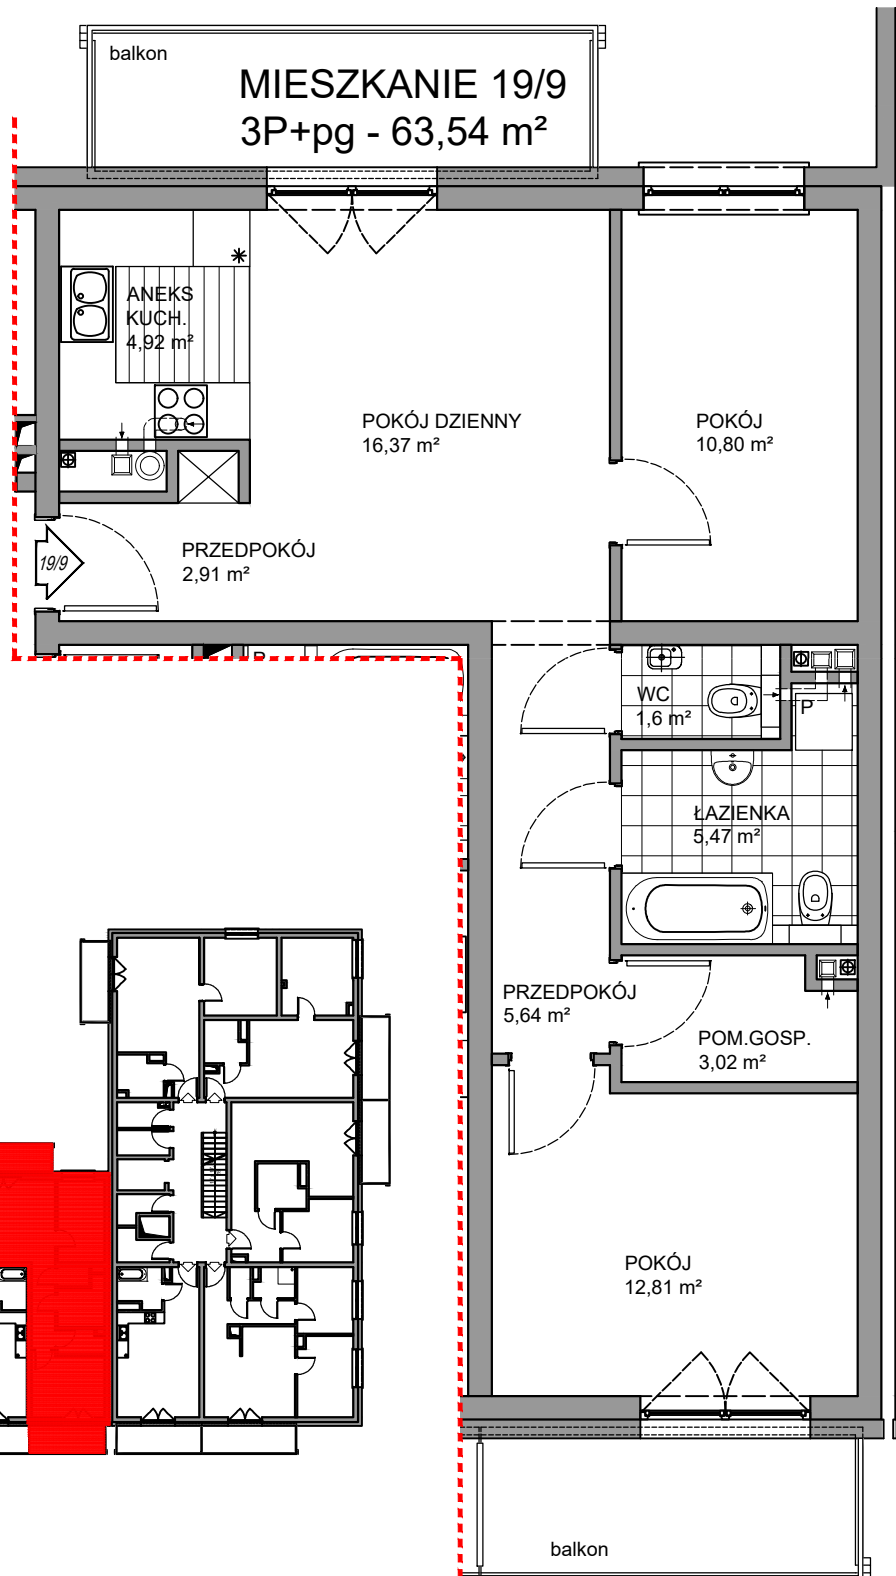 balkon
MIESZKANIE 19/9
3P+pg - 63,54 m²
ANEKS
KUCH.
4,92 m²
POKÓJ DZIENNY
16,37 m²
POKÓJ
10,80 m²
19/9
PRZEDPOKÓJ
2,91 m²
WC
1,6 m²
P
ŁAZIENKA
5,47 m²
PRZEDPOKÓJ
5,64 m²
POM.GOSP.
3,02 m²
POKÓJ
12,81 m²
balkon